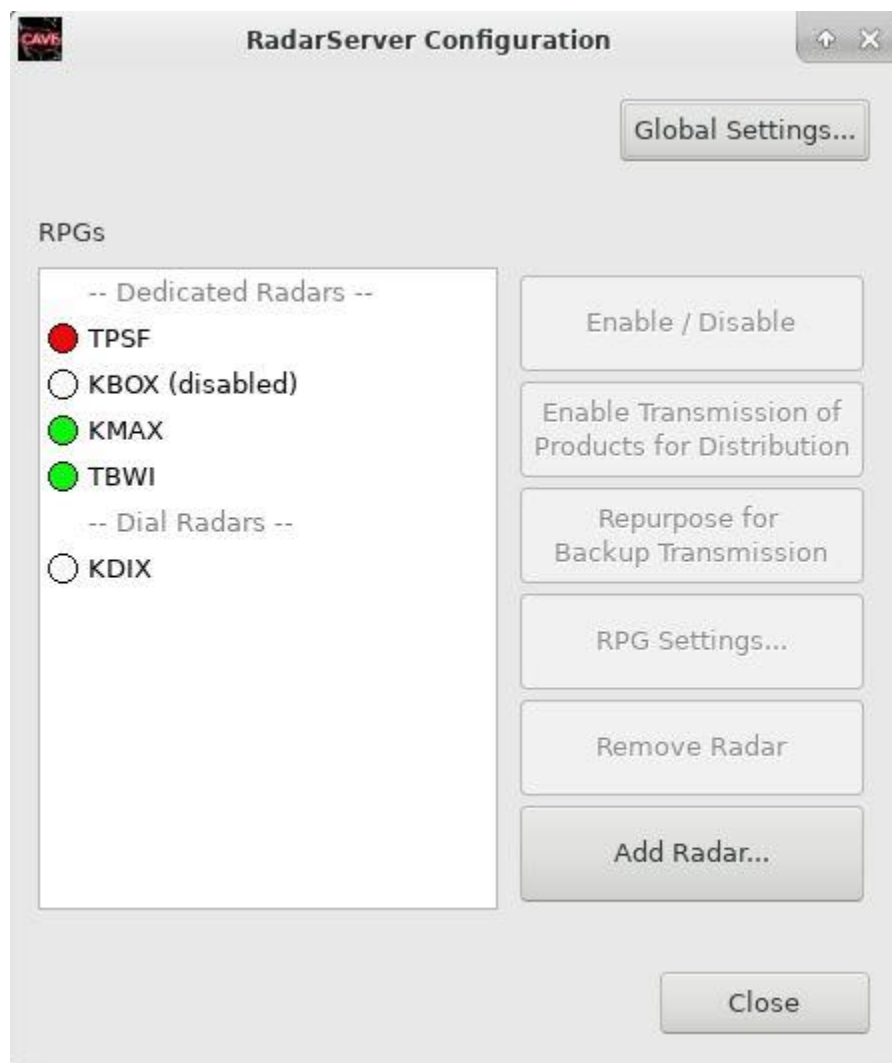 CAVE
RadarServer Configuration
Global Settings...
RPGs
-- Dedicated Radars --
TPSF
KBOX (disabled)
KMAX
TBWI
-- Dial Radars --
KDIX
Enable / Disable
Enable Transmission of
Products for Distribution
Repurpose for
Backup Transmission
RPG Settings...
Remove Radar
Add Radar...
Close